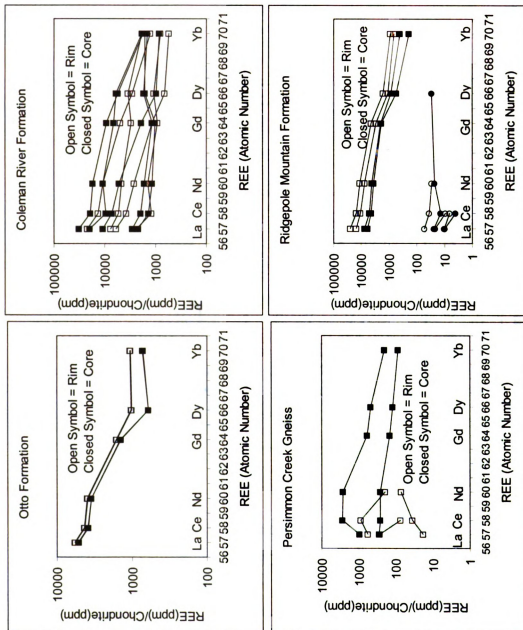 Otto Formation
Open Symbol = Rim
Closed Symbol = Core
REE(ppm)/Chondrite(ppm)
10000
1000
100
La Ce Nd Gd Dy Yb
56 57 58 59 60 61 62 63 64 65 66 67 68 69 70 71
REE (Atomic Number)
Coleman River Formation
Open Symbol = Rim
Closed Symbol = Core
REE(ppm)/Chondrite(ppm)
100000
10000
1000
100
La Ce Nd Gd Dy Yb
56 57 58 59 60 61 62 63 64 65 66 67 68 69 70 71
REE (Atomic Number)
Persimmon Creek Gneiss
Open Symbol = Rim
Closed Symbol = Core
REE(ppm)/Chondrite(ppm)
10000
1000
100
10
La Ce Nd Gd Dy Yb
56 57 58 59 60 61 62 63 64 65 66 67 68 69 70 71
REE (Atomic Number)
Ridgepole Mountain Formation
Open Symbol = Rim
Closed Symbol = Core
REE(ppm)/Chondrite(ppm)
100000
10000
1000
100
10
1
La Ce Nd Gd Dy Yb
56 57 58 59 60 61 62 63 64 65 66 67 68 69 70 71
REE (Atomic Number)